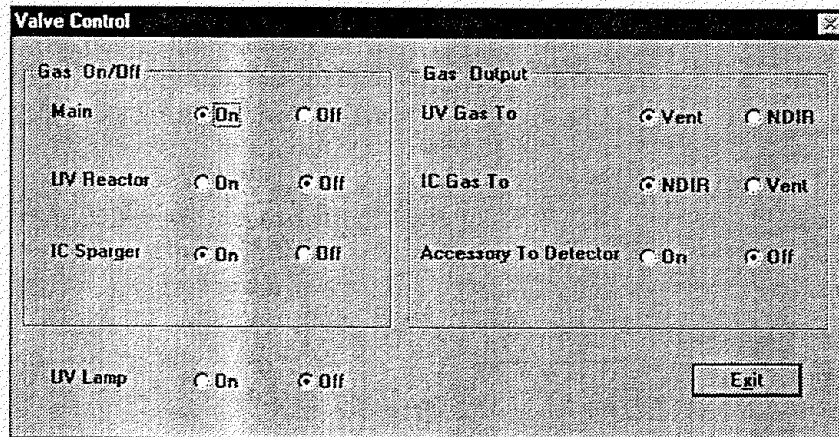 Valve Control
Gas On/Off
Main On Off
UV Reactor On Off
IC Sparger On Off
UV Lamp On Off
Gas Output
UV Gas To Vent NDIR
IC Gas To NDIR Vent
Accessory To Detector On Off
Exit